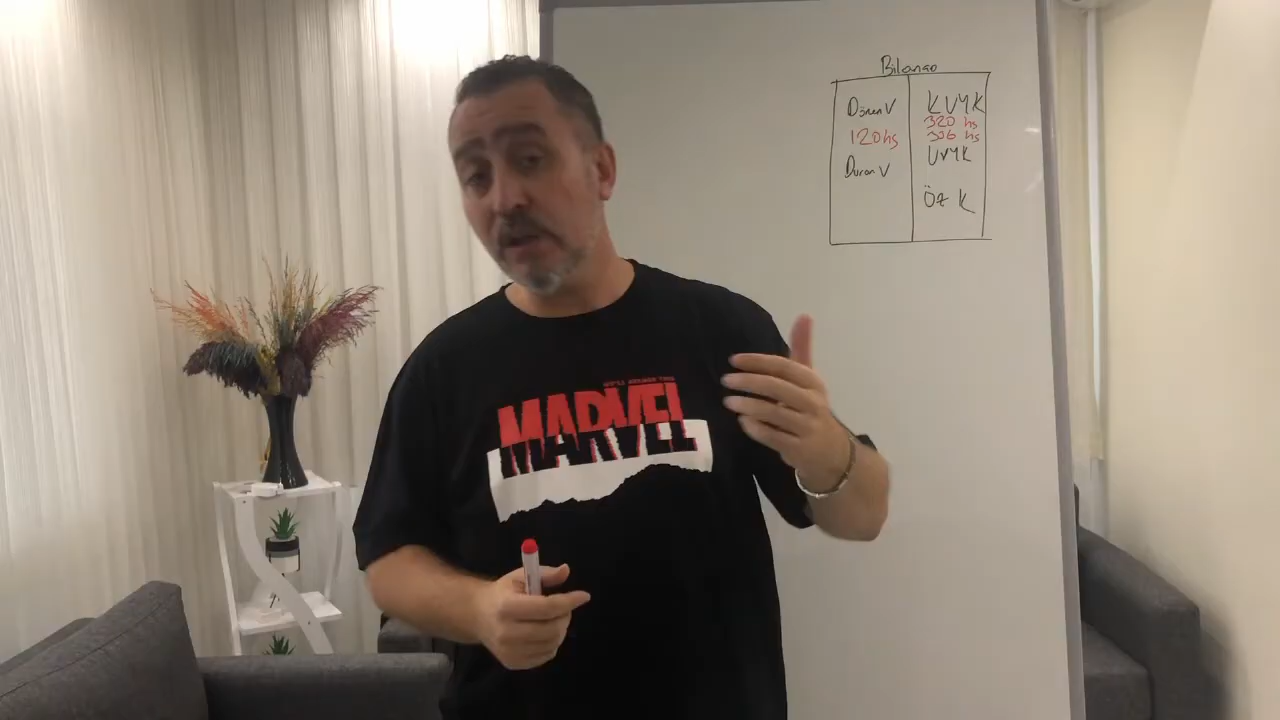 Bilanço
Dönen V
120 hs
Duran V
KVYK
320 hs
306 hs
UVYK
Öz K
MARVEL